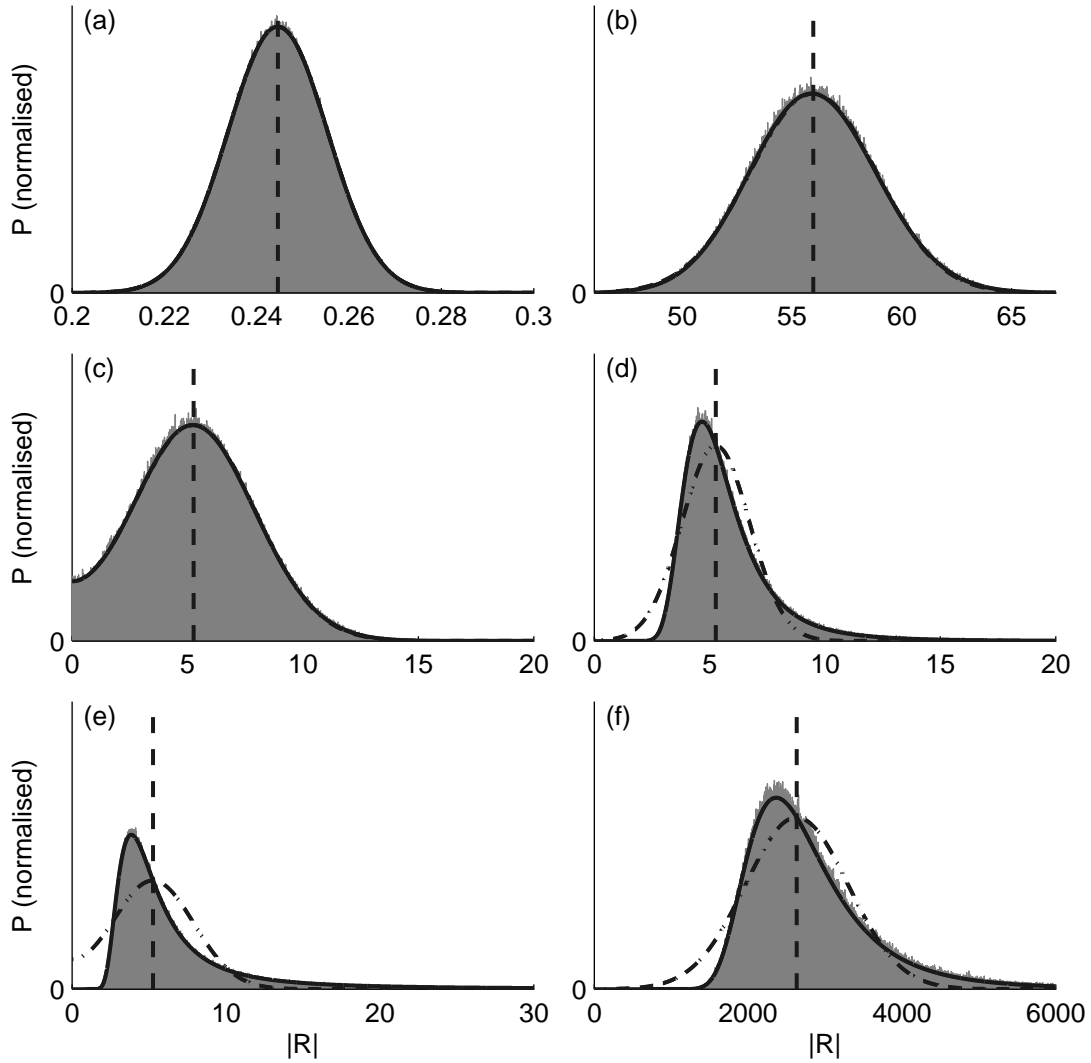 (a) (b)
P (normalised)
0 0
0.2 0.22 0.24 0.26 0.28 0.3 50 55 60 65
(c) (d)
P (normalised)
0 0
0 5 10 15 20 0 5 10 15 20
(e) (f)
P (normalised)
0 0
0 10 20 30 0 2000 4000 6000
|R| |R|